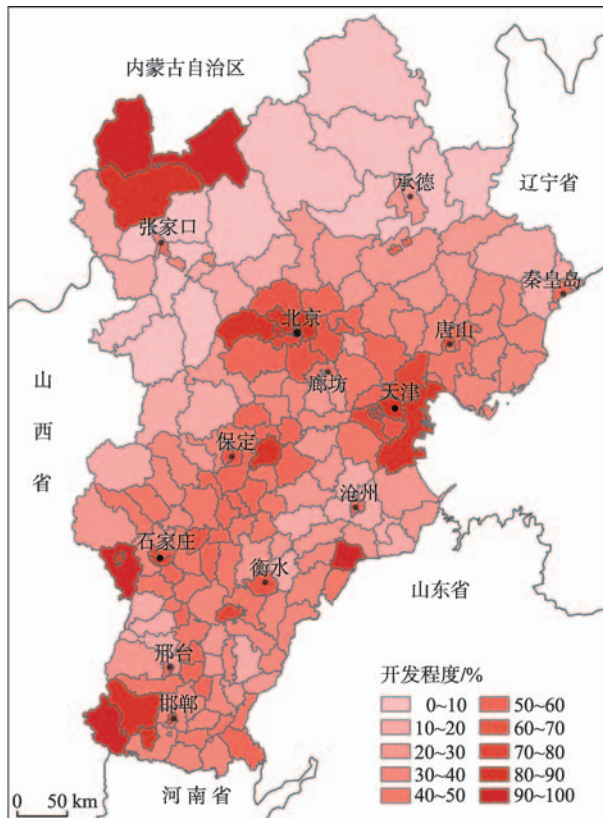 内蒙古自治区
辽宁省
承德
张家口
秦皇岛
北京
唐山
廊坊
天津
山西省
保定
沧州
石家庄
衡水
山东省
邢台
邯郸
河南省
开发程度/%
0~10
50~60
10~20
60~70
20~30
70~80
30~40
80~90
40~50
90~100
0 50 km